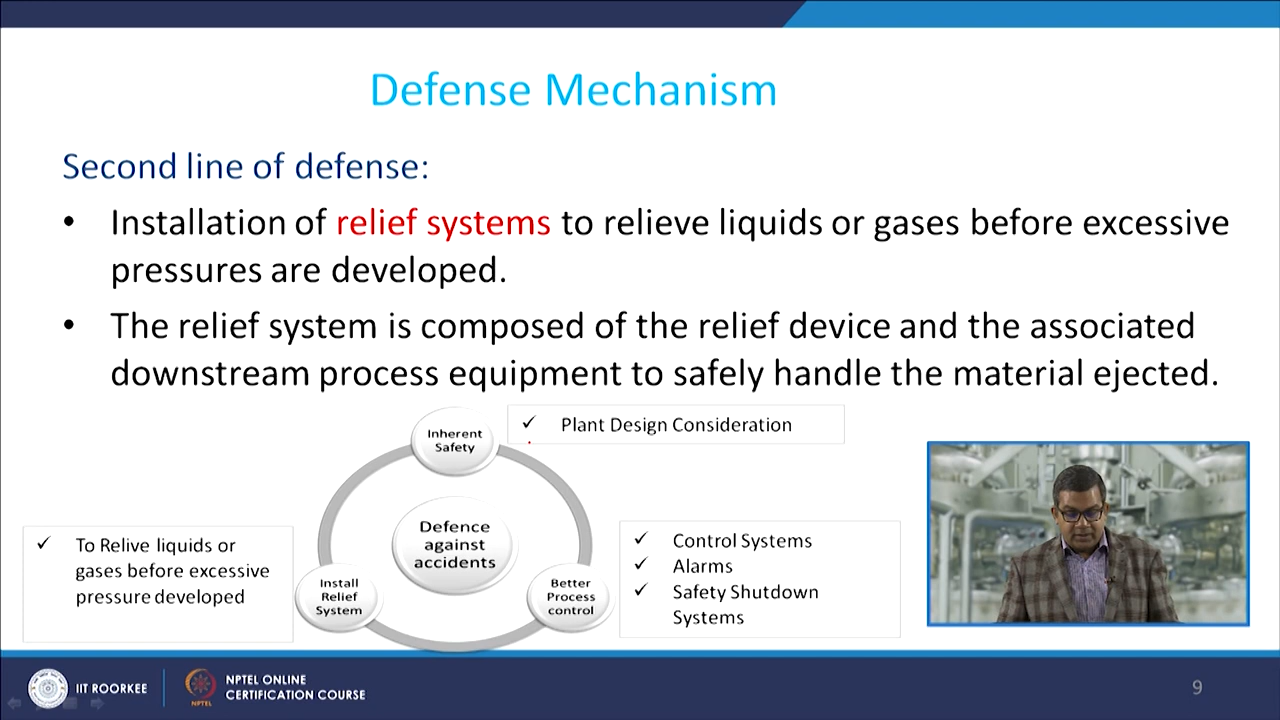 Defense Mechanism
Second line of defense:
• Installation of relief systems to relieve liquids or gases before excessive
pressures are developed.
• The relief system is composed of the relief device and the associated
downstream process equipment to safely handle the material ejected.
Inherent
Safety
✓ Plant Design Consideration
Defence
against
accidents
✓ To Relive liquids or
gases before excessive
pressure developed
Install
Relief
System
Better
Process
control
✓ Control Systems
✓ Alarms
✓ Safety Shutdown
Systems
IIT ROORKEE
NPTEL
NPTEL ONLINE
CERTIFICATION COURSE
9